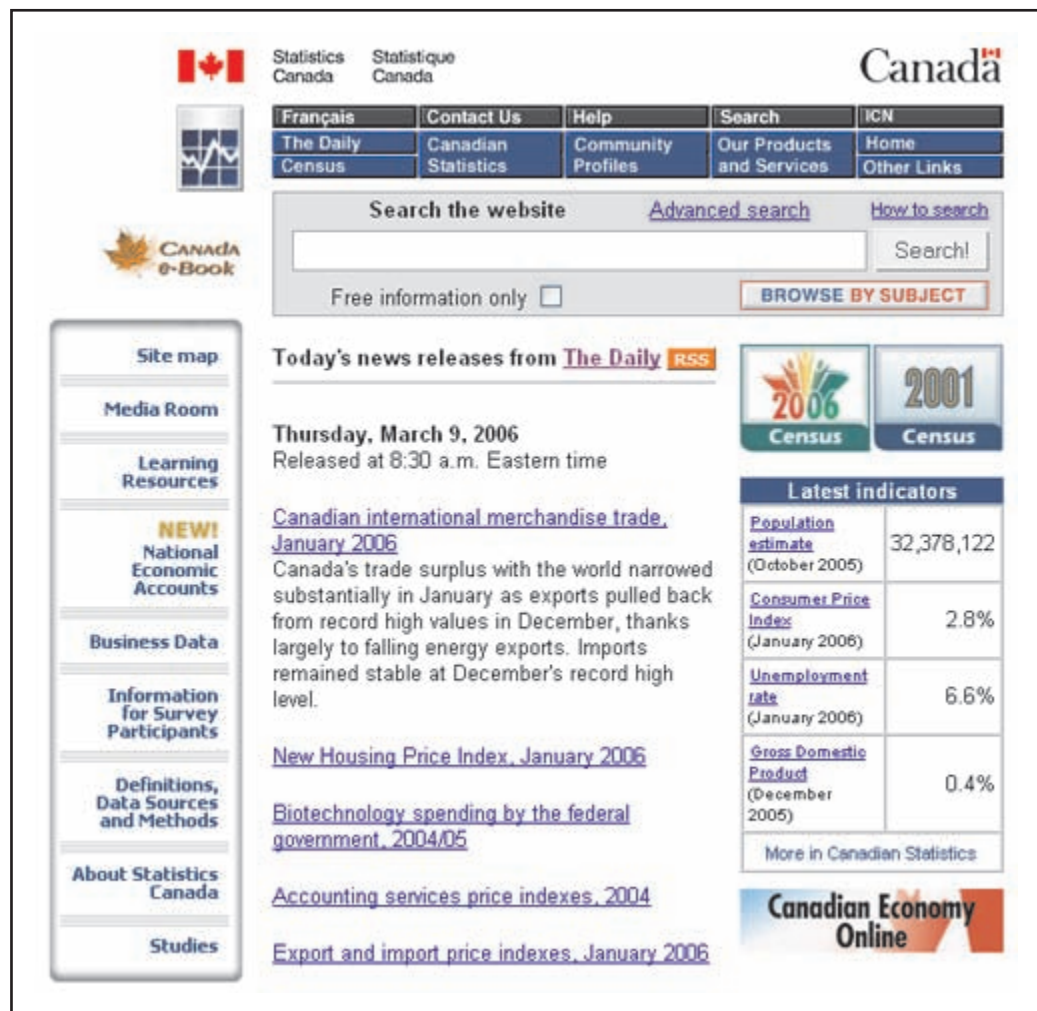 Statistics Statistique
Canada Canada
Canada
Français Contact Us Help Search ICN
The Daily Canadian Statistics Community Profiles Our Products and Services Home
Census Other Links
Canada
e-Book
Search the website Advanced search How to search
Search!
Free information only BROWSE BY SUBJECT
Site map
Media Room
Learning
Resources
NEW!
National
Economic
Accounts
Business Data
Information
for Survey
Participants
Definitions,
Data Sources
and Methods
About Statistics
Canada
Studies
Today's news releases from The Daily RSS
Thursday, March 9, 2006
Released at 8:30 a.m. Eastern time
Canadian international merchandise trade,
January 2006
Canada's trade surplus with the world narrowed
substantially in January as exports pulled back
from record high values in December, thanks
largely to falling energy exports. Imports
remained stable at December's record high
level.
New Housing Price Index, January 2006
Biotechnology spending by the federal
government, 2004/05
Accounting services price indexes, 2004
Export and import price indexes, January 2006
2006
Census
2001
Census
Latest indicators
Population
estimate
(October 2005)
32,378,122
Consumer Price
Index
(January 2006)
2.8%
Unemployment
rate
(January 2006)
6.6%
Gross Domestic
Product
(December
2005)
0.4%
More in Canadian Statistics
Canadian Economy
Online